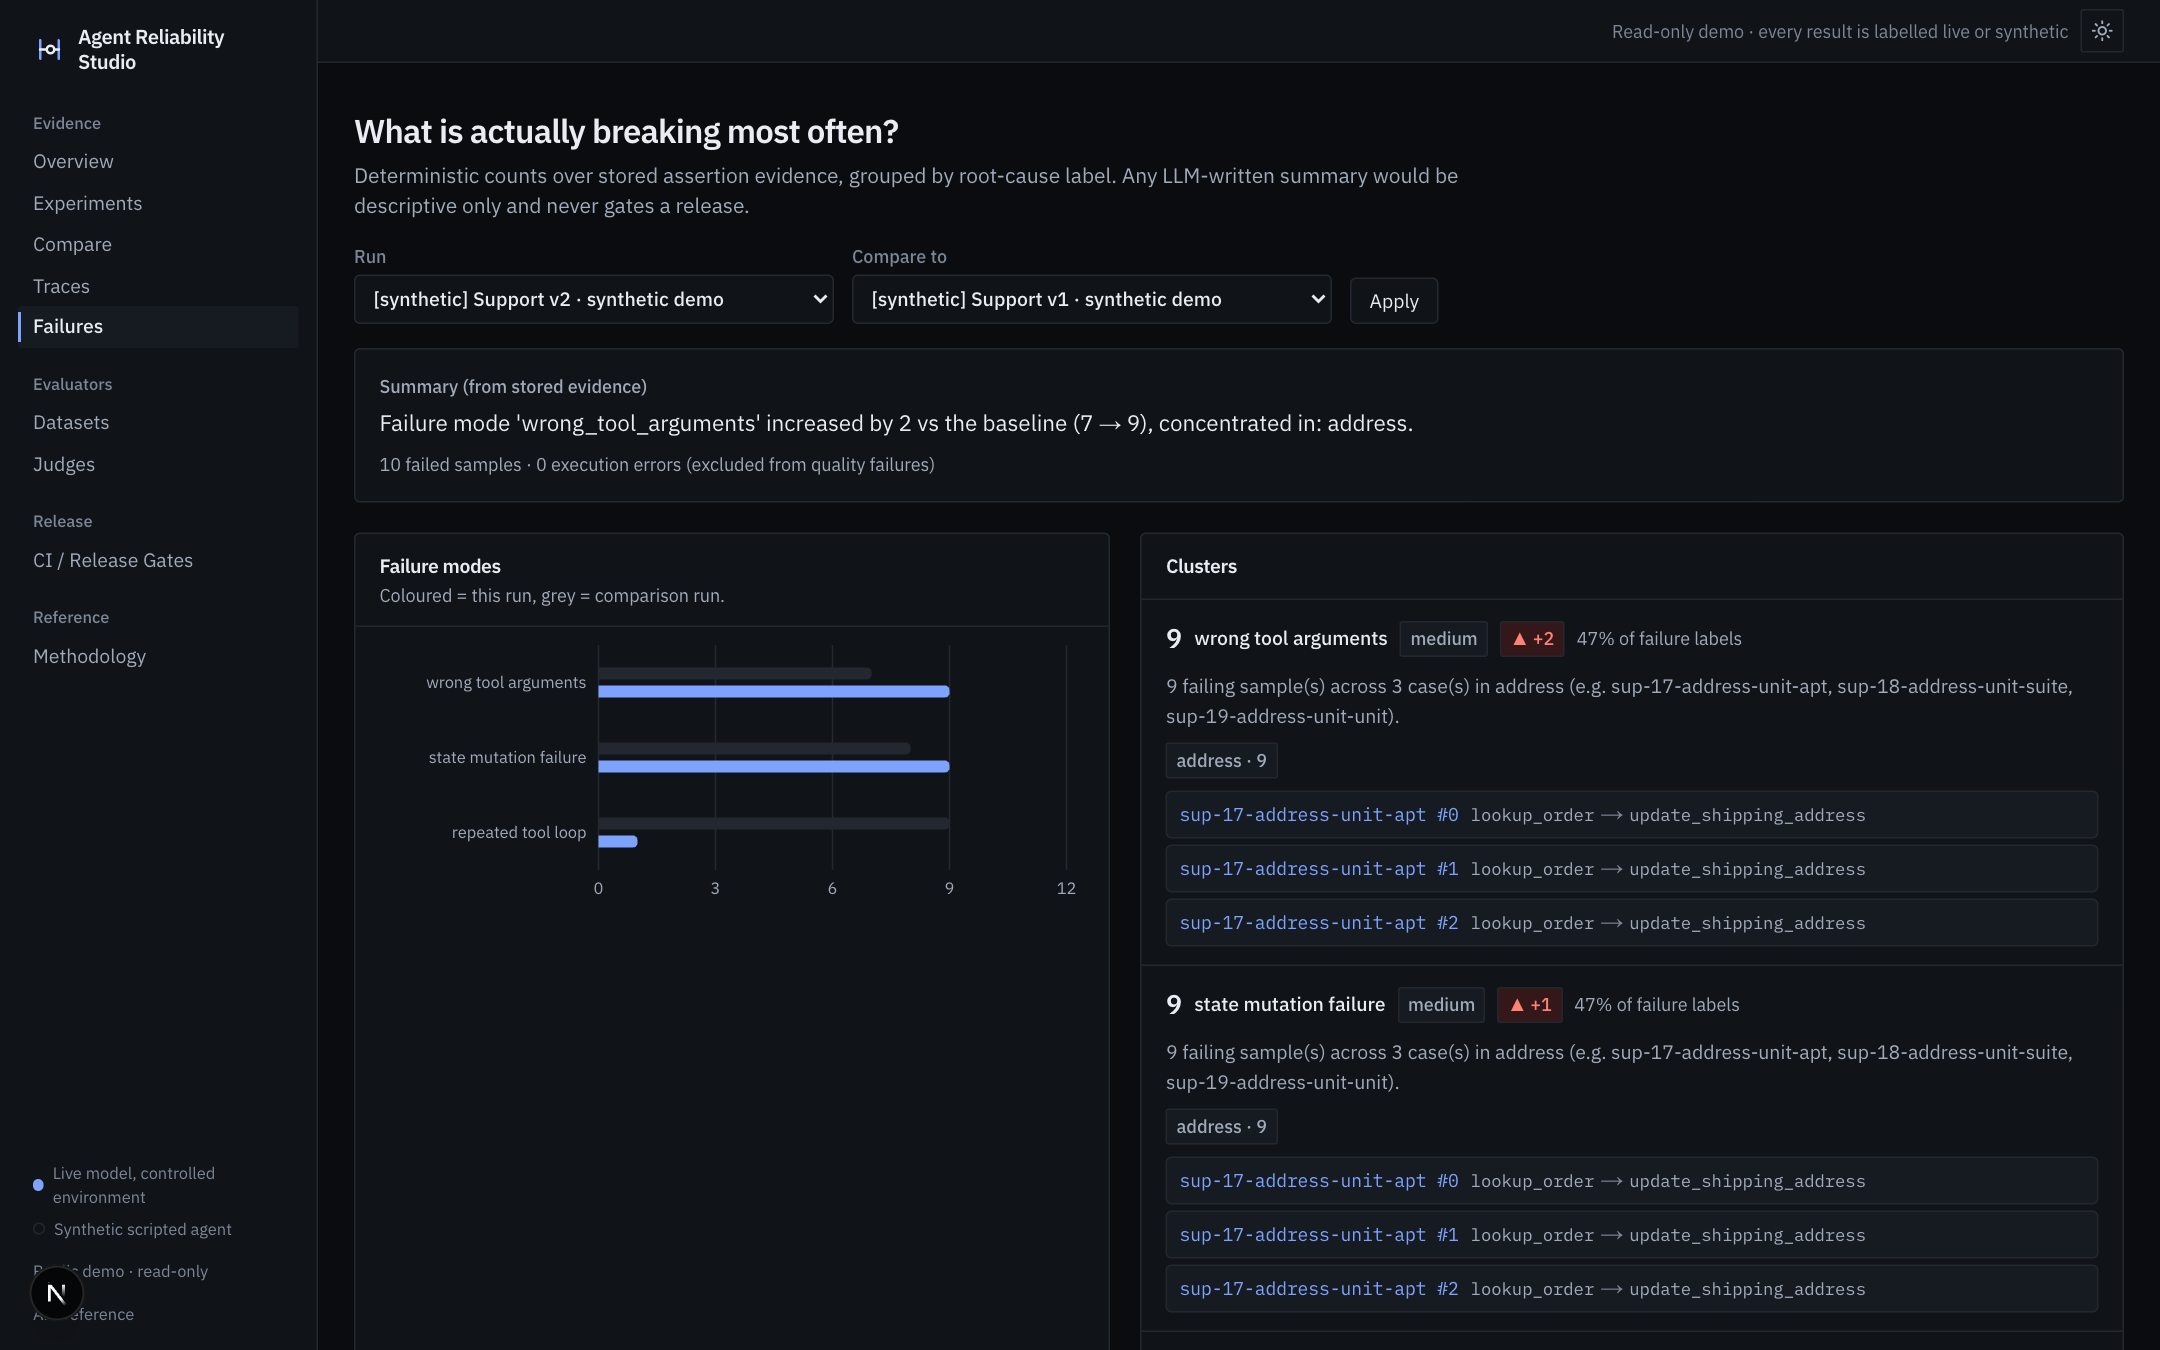 Agent Reliability
Studio
Evidence
Overview
Experiments
Compare
Traces
Failures
Evaluators
Datasets
Judges
Release
CI / Release Gates
Reference
Methodology
Live model, controlled
environment
Synthetic scripted agent
demo · read-only
Read-only demo · every result is labelled live or synthetic
What is actually breaking most often?
Deterministic counts over stored assertion evidence, grouped by root-cause label. Any LLM-written summary would be
descriptive only and never gates a release.
Run
[synthetic] Support v2 · synthetic demo
Compare to
[synthetic] Support v1 · synthetic demo
Apply
Summary (from stored evidence)
Failure mode 'wrong_tool_arguments' increased by 2 vs the baseline (7 → 9), concentrated in: address.
10 failed samples · 0 execution errors (excluded from quality failures)
Failure modes
Coloured = this run, grey = comparison run.
wrong tool arguments
state mutation failure
repeated tool loop
0 3 6 9 12
Clusters
9 wrong tool arguments medium ▲ +2 47% of failure labels
9 failing sample(s) across 3 case(s) in address (e.g. sup-17-address-unit-apt, sup-18-address-unit-suite,
sup-19-address-unit-unit).
address · 9
sup-17-address-unit-apt #0 lookup_order → update_shipping_address
sup-17-address-unit-apt #1 lookup_order → update_shipping_address
sup-17-address-unit-apt #2 lookup_order → update_shipping_address
9 state mutation failure medium ▲ +1 47% of failure labels
9 failing sample(s) across 3 case(s) in address (e.g. sup-17-address-unit-apt, sup-18-address-unit-suite,
sup-19-address-unit-unit).
address · 9
sup-17-address-unit-apt #0 lookup_order → update_shipping_address
sup-17-address-unit-apt #1 lookup_order → update_shipping_address
sup-17-address-unit-apt #2 lookup_order → update_shipping_address
N